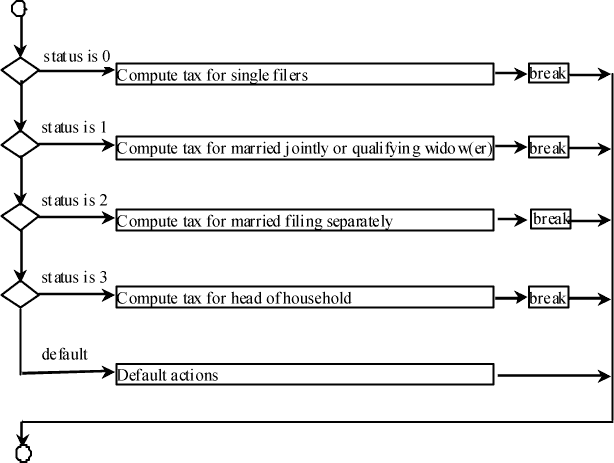 status is 0
Compute tax for single filers
break
status is 1
Compute tax for married jointly or qualifying widow(er)
break
status is 2
Compute tax for married filing separately
break
status is 3
Compute tax for head of household
break
default
Default actions